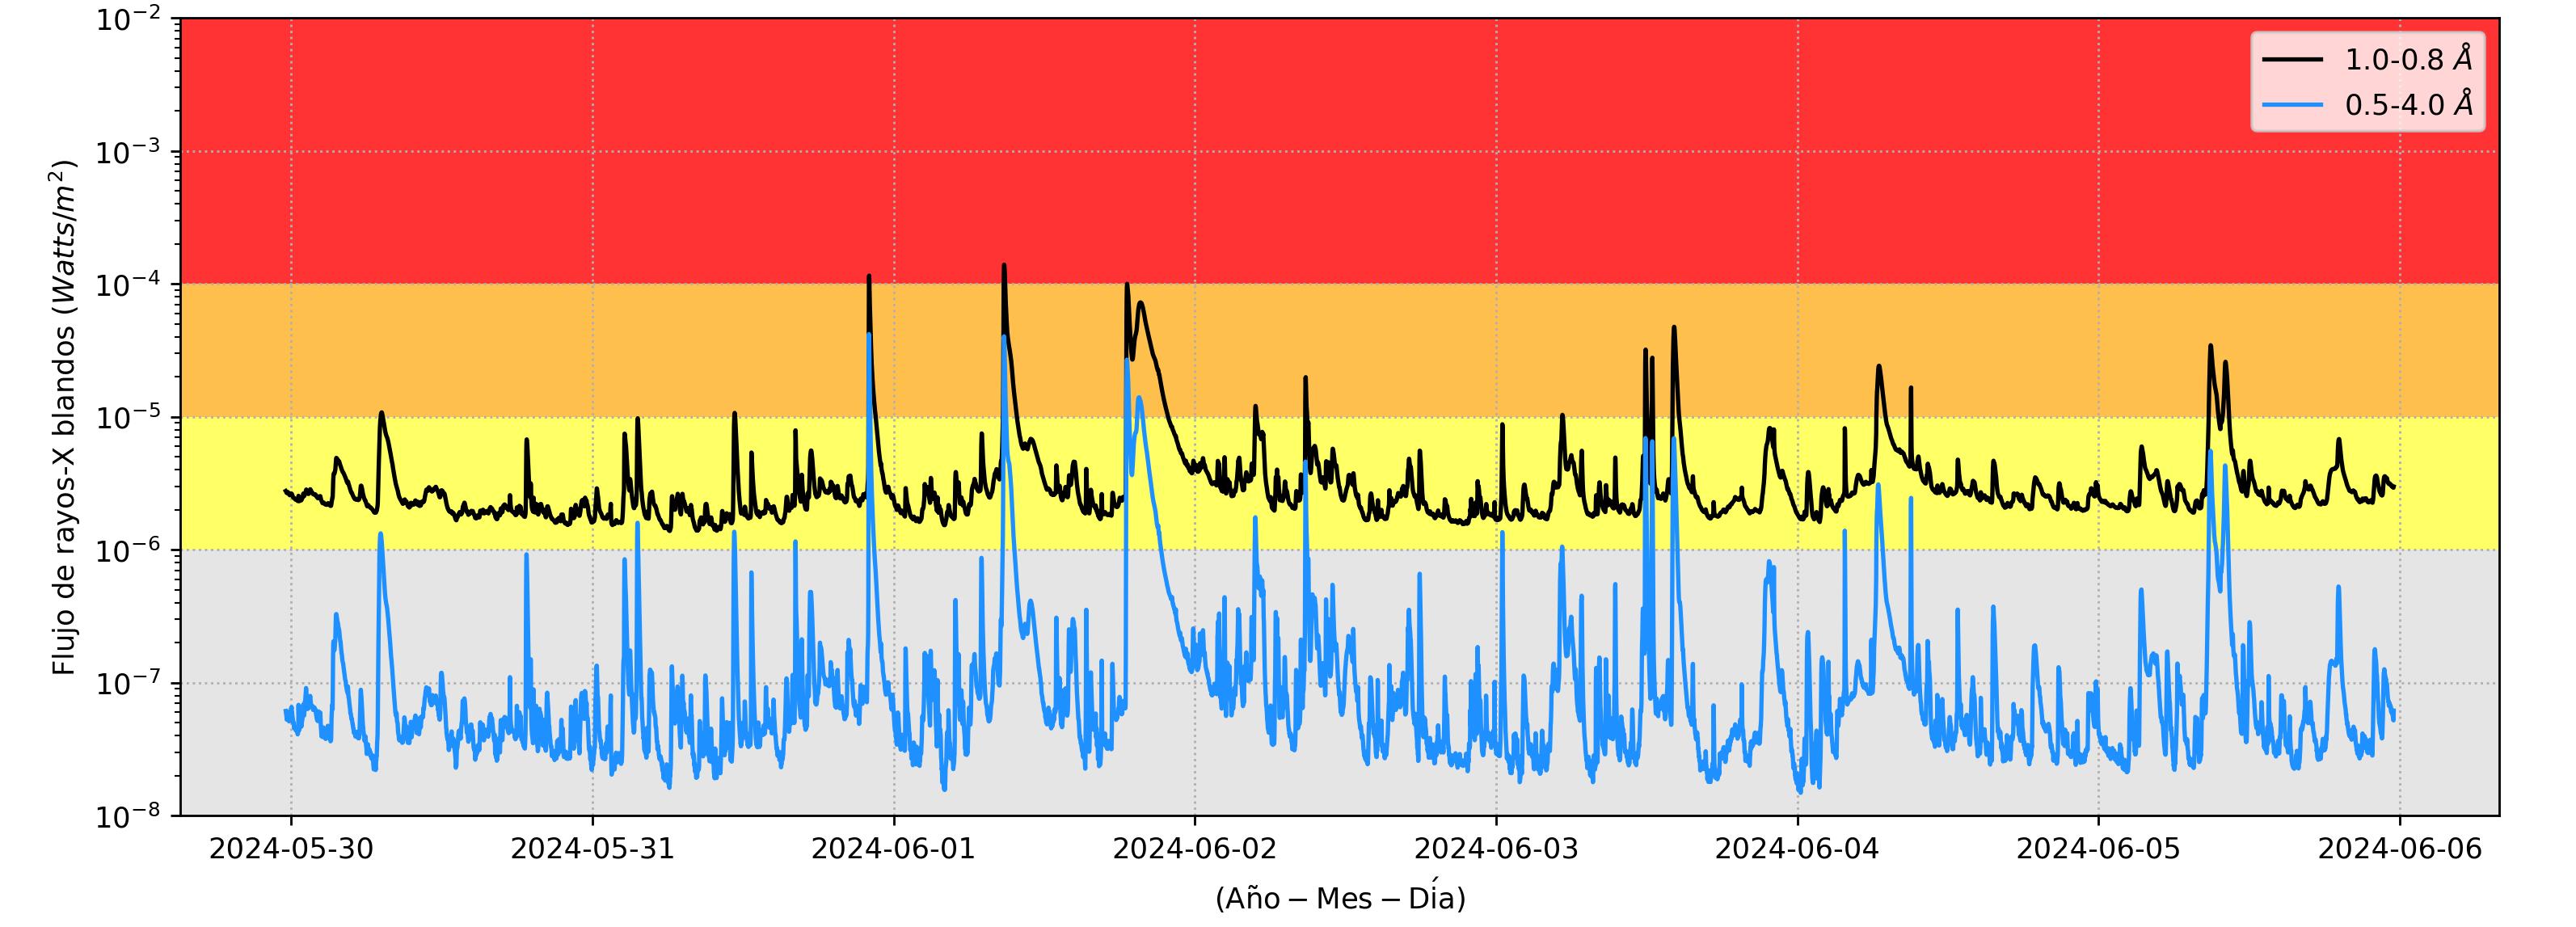 Flujo de rayos-X blandos (Watts/m²)
10⁻²
10⁻³
10⁻⁴
10⁻⁵
10⁻⁶
10⁻⁷
10⁻⁸
1.0-0.8 Å
0.5-4.0 Å
2024-05-30 2024-05-31 2024-06-01 2024-06-02 2024-06-03 2024-06-04 2024-06-05 2024-06-06
(Año − Mes − Día)